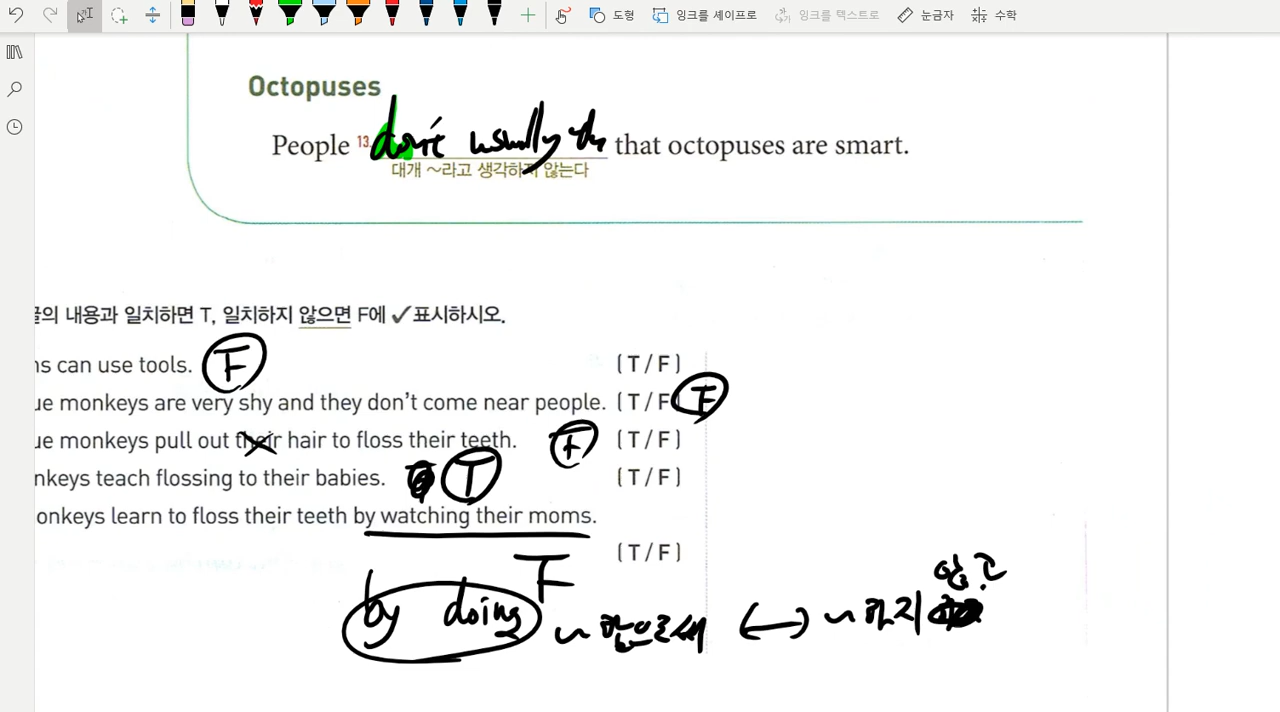 도형 잉크를 셰이프로 잉크를 텍스트로 눈금자 수학
Octopuses
People 13 don't usually that octopuses are smart.
대개 ~라고 생각하지 않는다
글의 내용과 일치하면 T, 일치하지 않으면 F에 ✓표시하시오.
ns can use tools. F ( T / F )
ue monkeys are very shy and they don't come near people. ( T / F ) F
ue monkeys pull out their hair to floss their teeth. F ( T / F )
nkeys teach flossing to their babies. T ( T / F )
onkeys learn to floss their teeth by watching their moms.
( T / F )
F
by doing ~함으로써 ↔ ~하지 않고